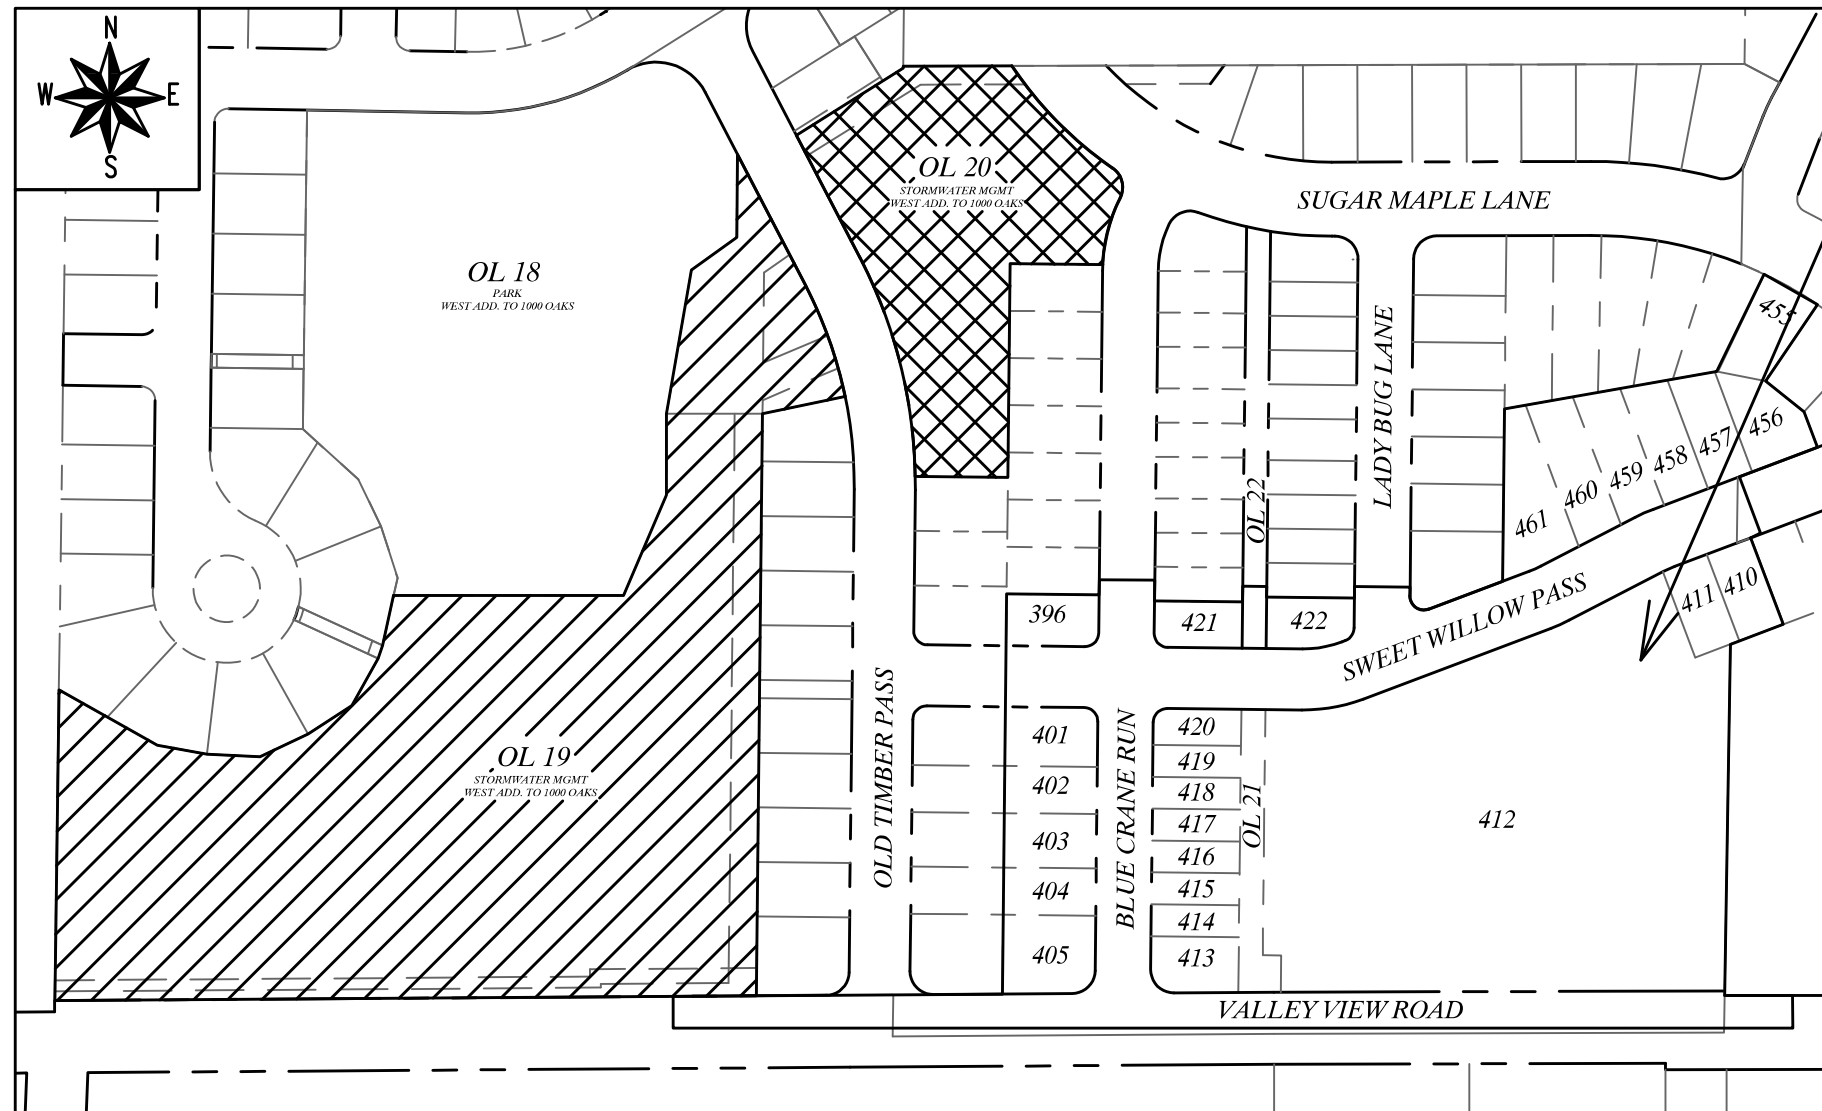 N
W E
S
OL 20
STORMWATER MGMT
WEST ADD. TO 1000 OAKS
SUGAR MAPLE LANE
OL 18
PARK
WEST ADD. TO 1000 OAKS
455
LADY BUG LANE
456
457
458
459
460
461
OL 22
411
410
396
421
422
SWEET WILLOW PASS
OLD TIMBER PASS
BLUE CRANE RUN
401
402
403
404
405
420
419
418
417
416
415
414
413
OL 21
412
OL 19
STORMWATER MGMT
WEST ADD. TO 1000 OAKS
VALLEY VIEW ROAD